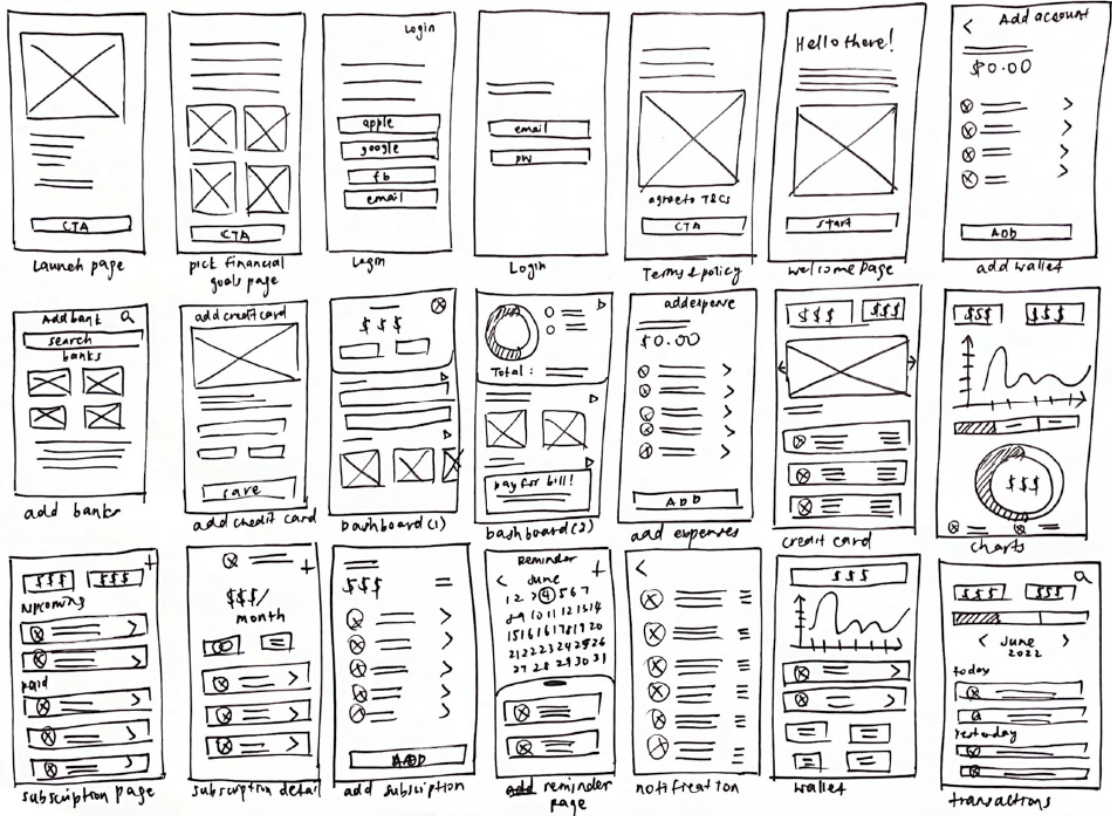 CTA
Launch page
CTA
pick financial
goals page
Login
apple
google
fb
email
Login
email
pw
Login
agree to T&Cs
CTA
Terms & policy
Hello there!
start
welcome page
< Add account
$0.00
>
>
>
>
ADD
add wallet
Add bank
search
banks
add banks
add credit card
save
add credit card
$$$
Dashboard (1)
Total :
pay for bill!
Dashboard (2)
add expense
$0.00
>
>
>
>
>
ADD
add expenses
$$$ $$$
credit card
$$$ $$$
$$$
charts
$$$ $$$ +
Upcoming
>
>
paid
>
>
>
subscription page
+
$$$/
month
>
>
>
subscription detail
$$$
>
>
>
>
>
ADD
add subscription
Reminder
< June +
1 2 3 4 5 6 7
8 9 10 11 12 13 14
15 16 16 17 18 19 20
21 22 23 24 25 26
27 28 29 30 31
reminder
page
<
notification
$$$
>
>
wallet
$$$ $$$
< June >
2022
today
Yesterday
transactions